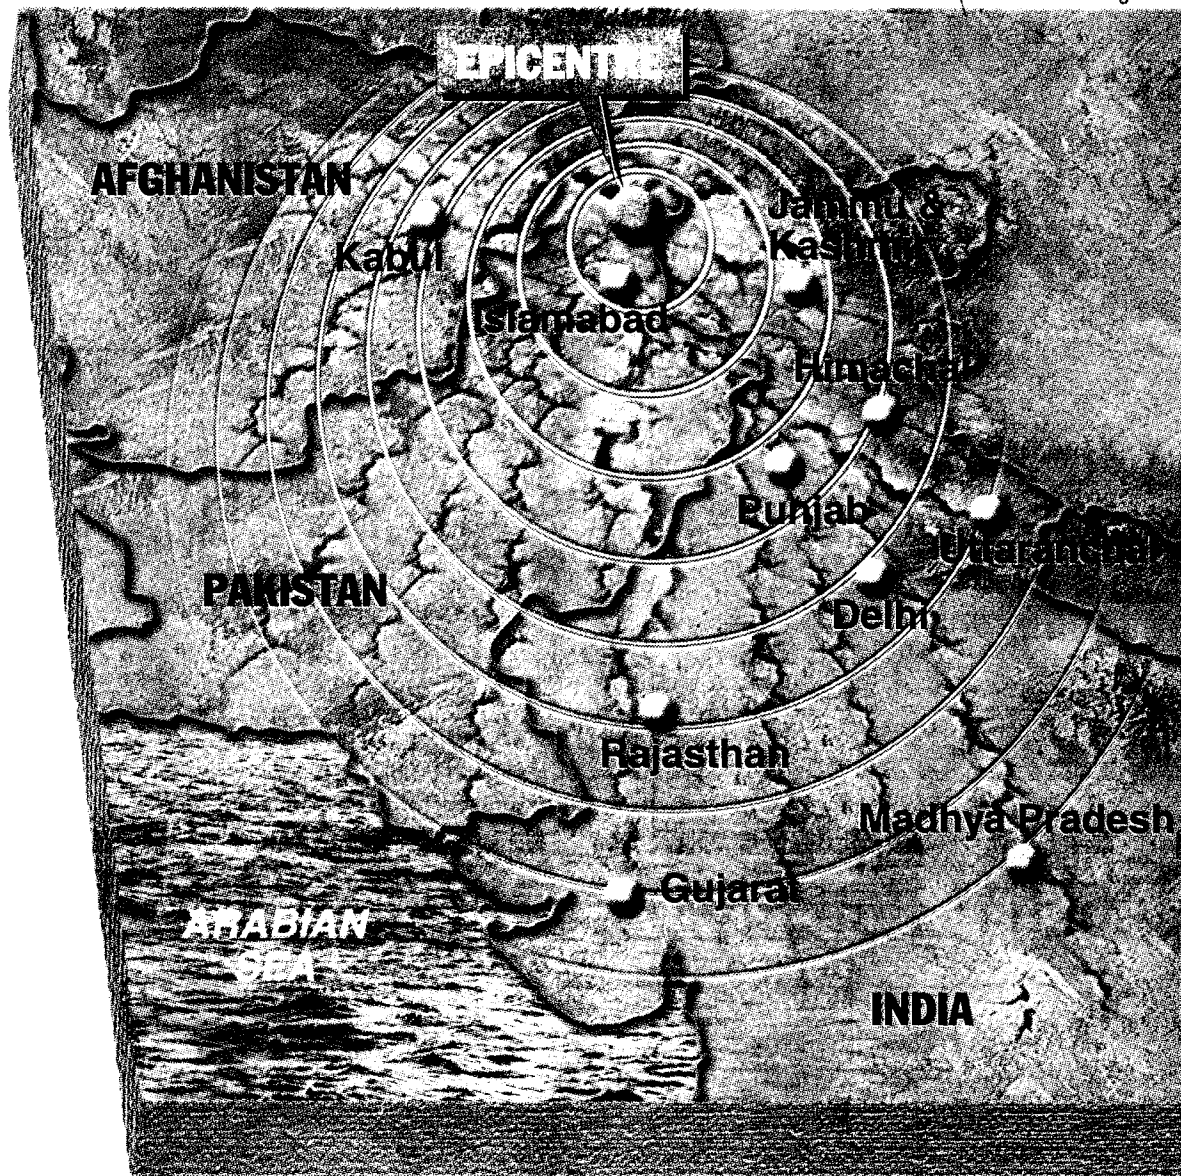 EPICENTRE
AFGHANISTAN
Jammu &
Kashmir
Kabul
Islamabad
Himachal
Punjab
Uttaranchal
PAKISTAN
Delhi
Rajasthan
Madhya Pradesh
Gujarat
ARABIAN
SEA
INDIA